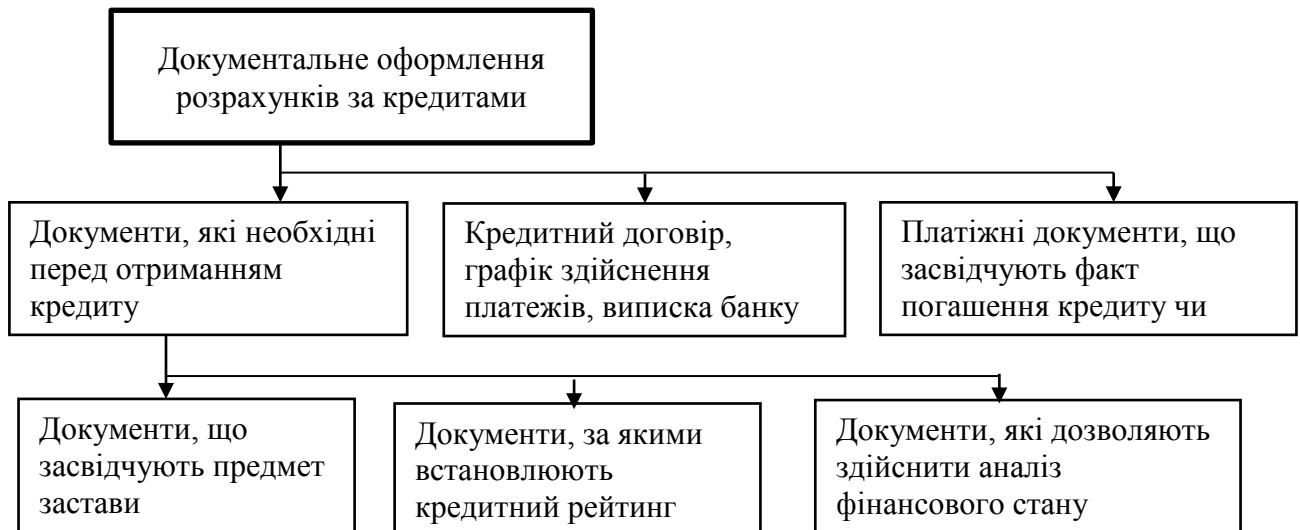 Документальне оформлення
розрахунків за кредитами
Документи, які необхідні
перед отриманням
кредиту
Кредитний договір,
графік здійснення
платежів, виписка банку
Платіжні документи, що
засвідчують факт
погашення кредиту чи
Документи, що
засвідчують предмет
застави
Документи, за якими
встановлюють
кредитний рейтинг
Документи, які дозволяють
здійснити аналіз
фінансового стану